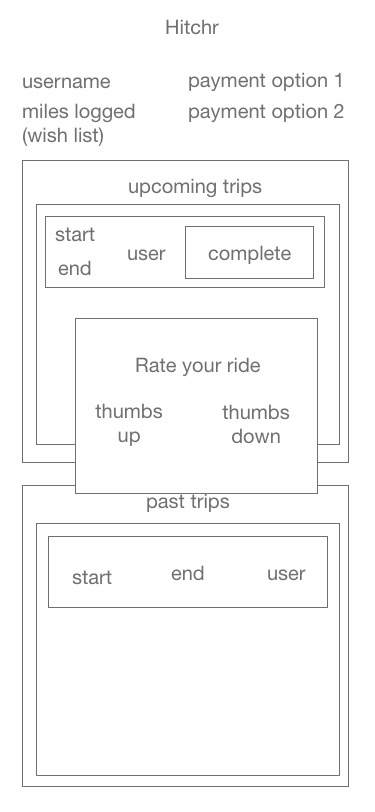 Hitchr
username
payment option 1
miles logged
(wish list)
payment option 2
upcoming trips
start
end
user
complete
Rate your ride
thumbs
up
thumbs
down
past trips
start
end
user